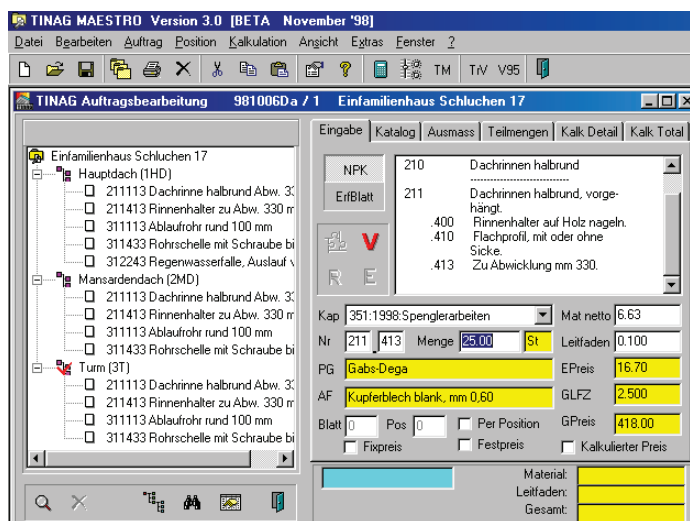 TINAG MAESTRO Version 3.0 [BETA November '98]
Datei Bearbeiten Auftrag Position Kalkulation Ansicht Extras Fenster ?
TM TrV V95
TINAG Auftragsbearbeitung 981006Da / 1 Einfamilienhaus Schluchen 17
Einfamilienhaus Schluchen 17
Hauptdach (1HD)
211113 Dachrinne halbrund Abw. 33
211413 Rinnenhalter zu Abw. 330 m
311113 Ablaufrohr rund 100 mm
311433 Rohrschelle mit Schraube bi
312243 Regenwasserfalle, Auslauf v
Mansardendach (2MD)
211113 Dachrinne halbrund Abw. 33
211413 Rinnenhalter zu Abw. 330 m
311113 Ablaufrohr rund 100 mm
311433 Rohrschelle mit Schraube bi
Turm (3T)
211113 Dachrinne halbrund Abw. 33
211413 Rinnenhalter zu Abw. 330 m
311113 Ablaufrohr rund 100 mm
311433 Rohrschelle mit Schraube bi
Eingabe Katalog Ausmass Teilmengen Kalk Detail Kalk Total
NPK
ErfBlatt
V
R E
210 Dachrinnen halbrund
--------------------------
211 Dachrinnen halbrund, vorge-
hängt.
.400 Rinnenhalter auf Holz nageln.
.410 Flachprofil, mit oder ohne
Sicke.
.413 Zu Abwicklung mm 330.
Kap 351:1998:Spenglerarbeiten Mat netto 6.63
Nr 211 . 413 Menge 25.00 St Leitfaden 0.100
PG Gabs-Dega EPreis 16.70
AF Kupferblech blank, mm 0,60 GLFZ 2.500
Blatt 0 Pos 0 Per Position GPreis 418.00
Fixpreis Festpreis Kalkulierter Preis
Material:
Leitfaden:
Gesamt: